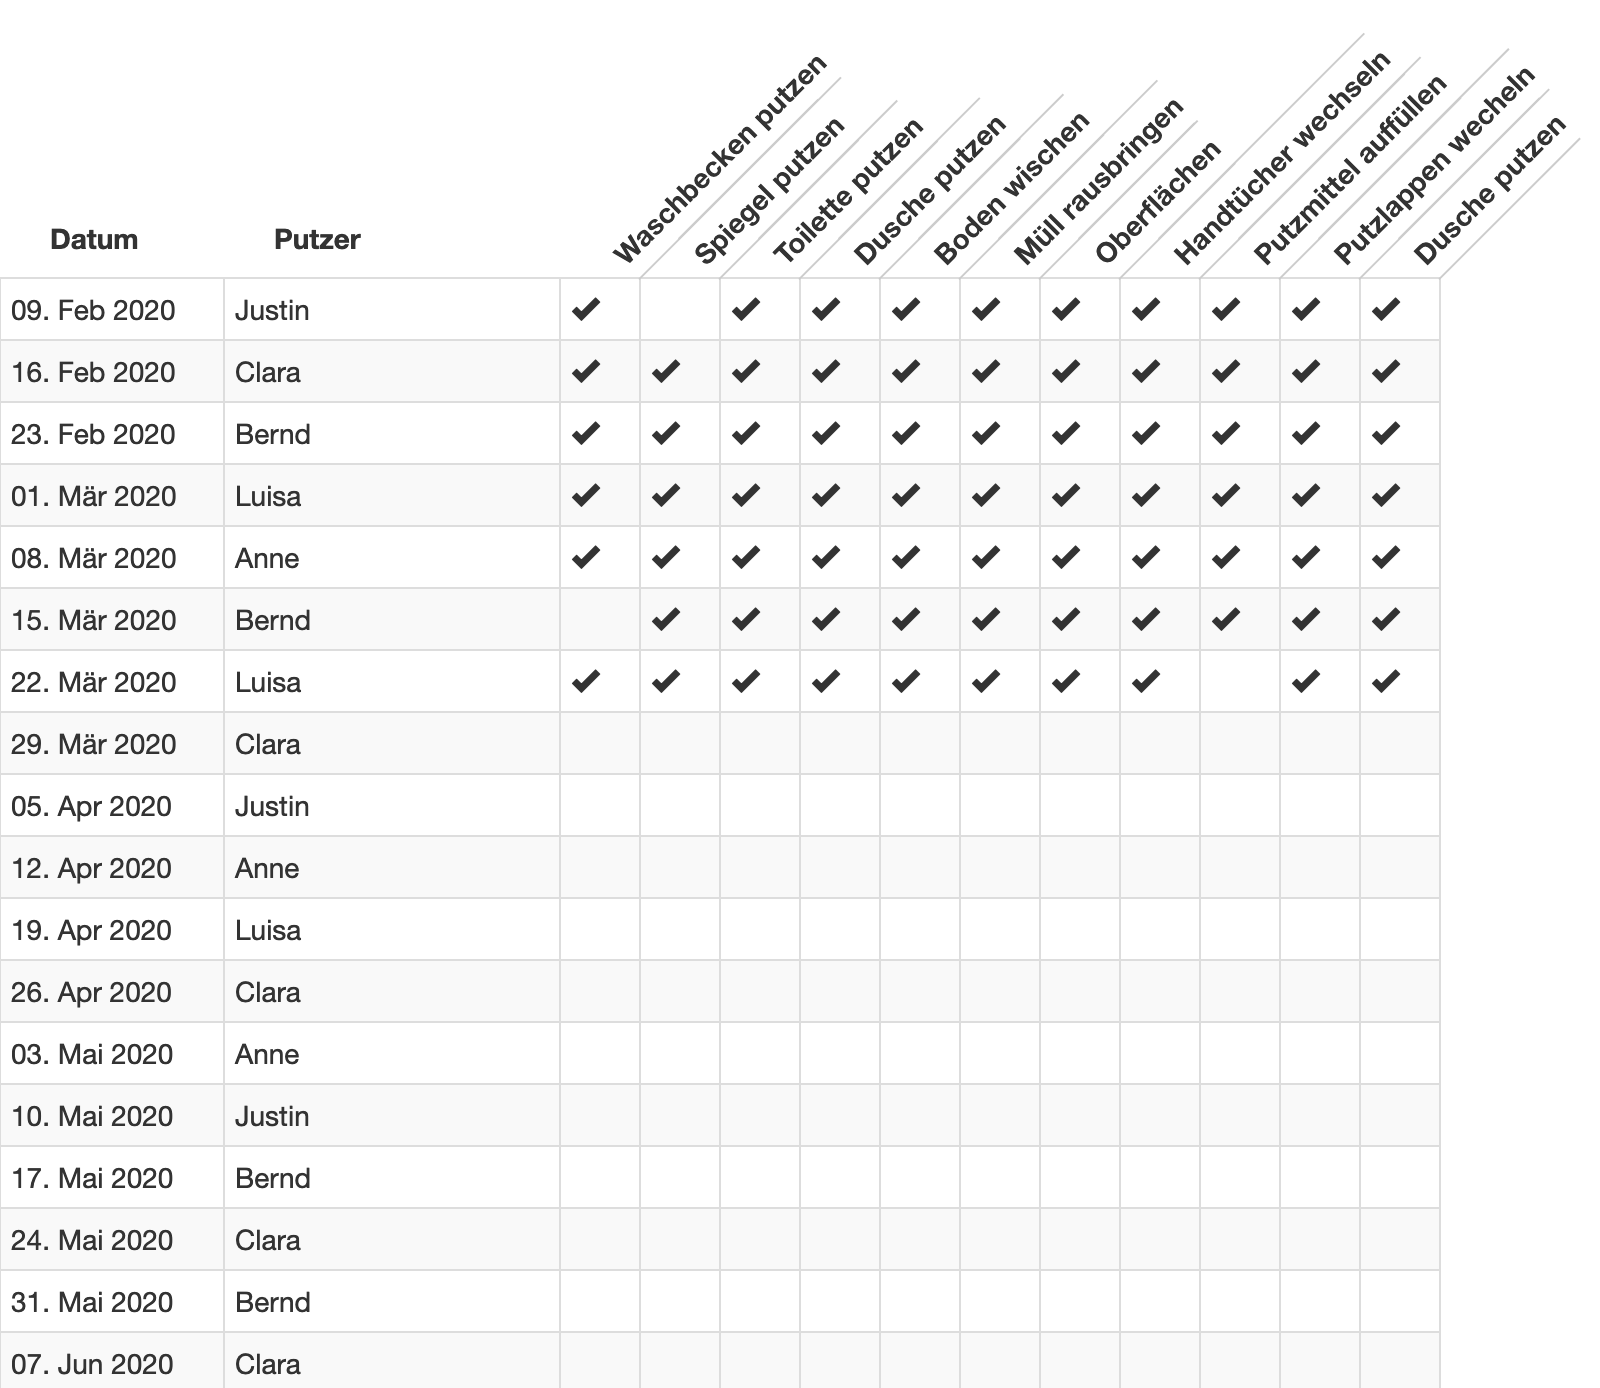 Waschbecken putzen
Spiegel putzen
Toilette putzen
Dusche putzen
Boden wischen
Müll rausbringen
Oberflächen
Handtücher wechseln
Putzmittel auffüllen
Putzlappen wecheln
Dusche putzen
Datum Putzer
09. Feb 2020 Justin ✔ ✔ ✔ ✔ ✔ ✔ ✔ ✔ ✔ ✔
16. Feb 2020 Clara ✔ ✔ ✔ ✔ ✔ ✔ ✔ ✔ ✔ ✔ ✔
23. Feb 2020 Bernd ✔ ✔ ✔ ✔ ✔ ✔ ✔ ✔ ✔ ✔ ✔
01. Mär 2020 Luisa ✔ ✔ ✔ ✔ ✔ ✔ ✔ ✔ ✔ ✔ ✔
08. Mär 2020 Anne ✔ ✔ ✔ ✔ ✔ ✔ ✔ ✔ ✔ ✔ ✔
15. Mär 2020 Bernd ✔ ✔ ✔ ✔ ✔ ✔ ✔ ✔ ✔ ✔
22. Mär 2020 Luisa ✔ ✔ ✔ ✔ ✔ ✔ ✔ ✔ ✔ ✔
29. Mär 2020 Clara
05. Apr 2020 Justin
12. Apr 2020 Anne
19. Apr 2020 Luisa
26. Apr 2020 Clara
03. Mai 2020 Anne
10. Mai 2020 Justin
17. Mai 2020 Bernd
24. Mai 2020 Clara
31. Mai 2020 Bernd
07. Jun 2020 Clara